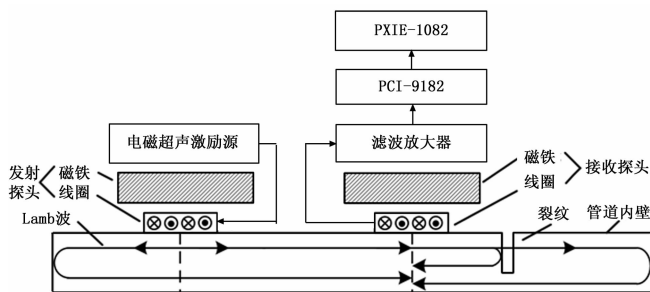 PXIE-1082
PCI-9182
电磁超声激励源
滤波放大器
发射
探头
磁铁
线圈
磁铁
线圈
接收探头
Lamb波
裂纹
管道内壁